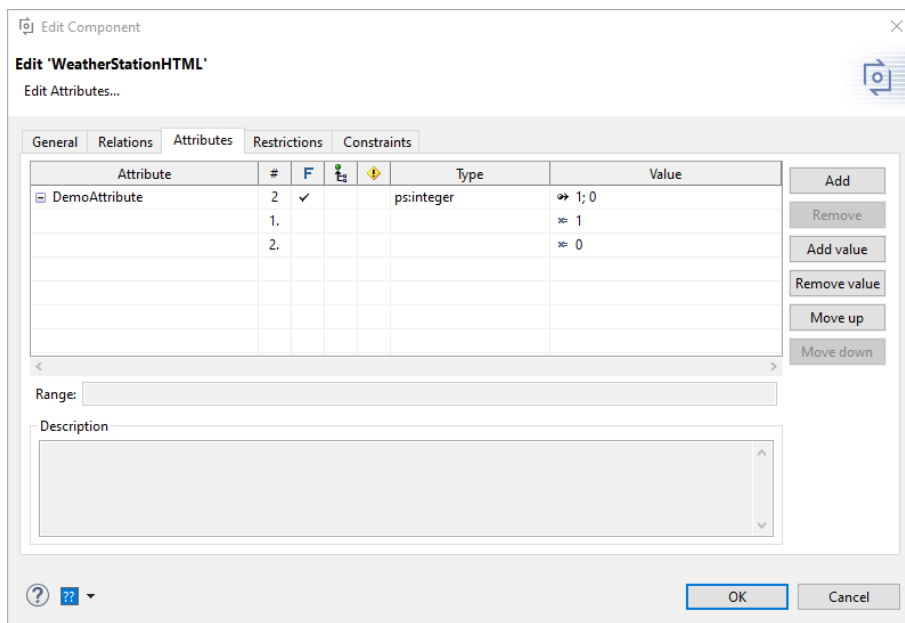 Edit Component
Edit 'WeatherStationHTML'
Edit Attributes...
General Relations Attributes Restrictions Constraints
Attribute # F Type Value
DemoAttribute 2 ps:integer 1; 0
1. 1
2. 0
Add
Remove
Add value
Remove value
Move up
Move down
Range:
Description
? ??
OK Cancel